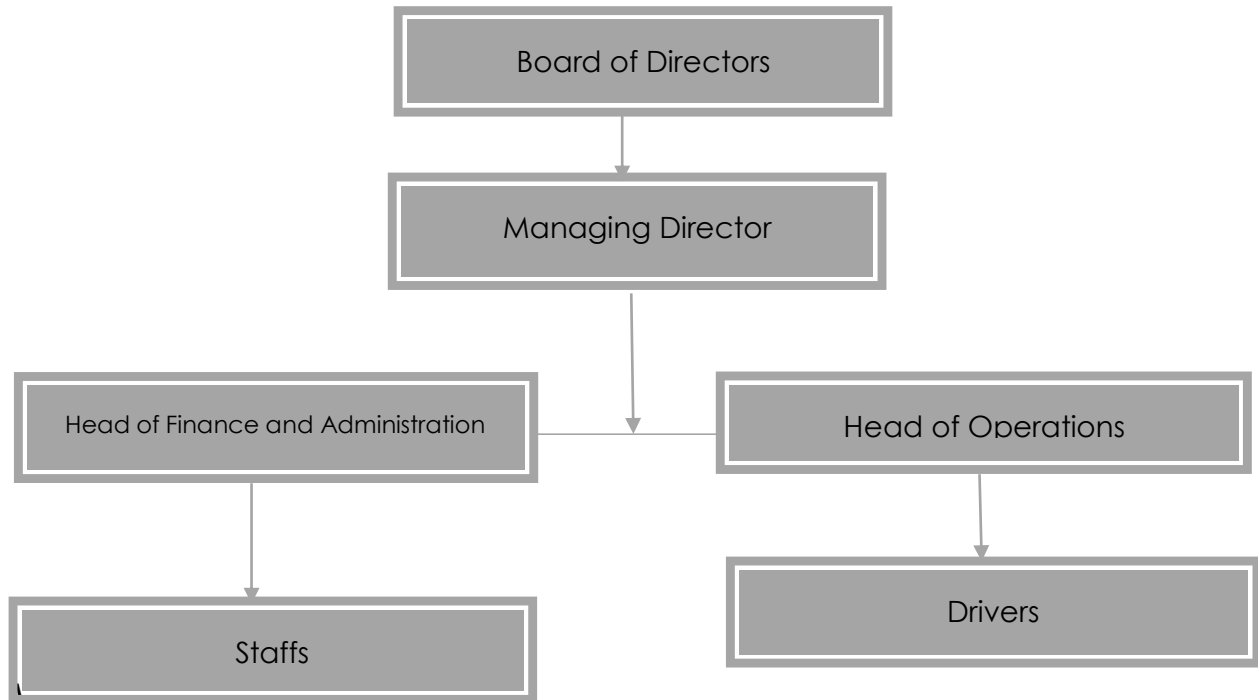 Board of Directors
Managing Director
Head of Finance and Administration
Head of Operations
Staffs
Drivers